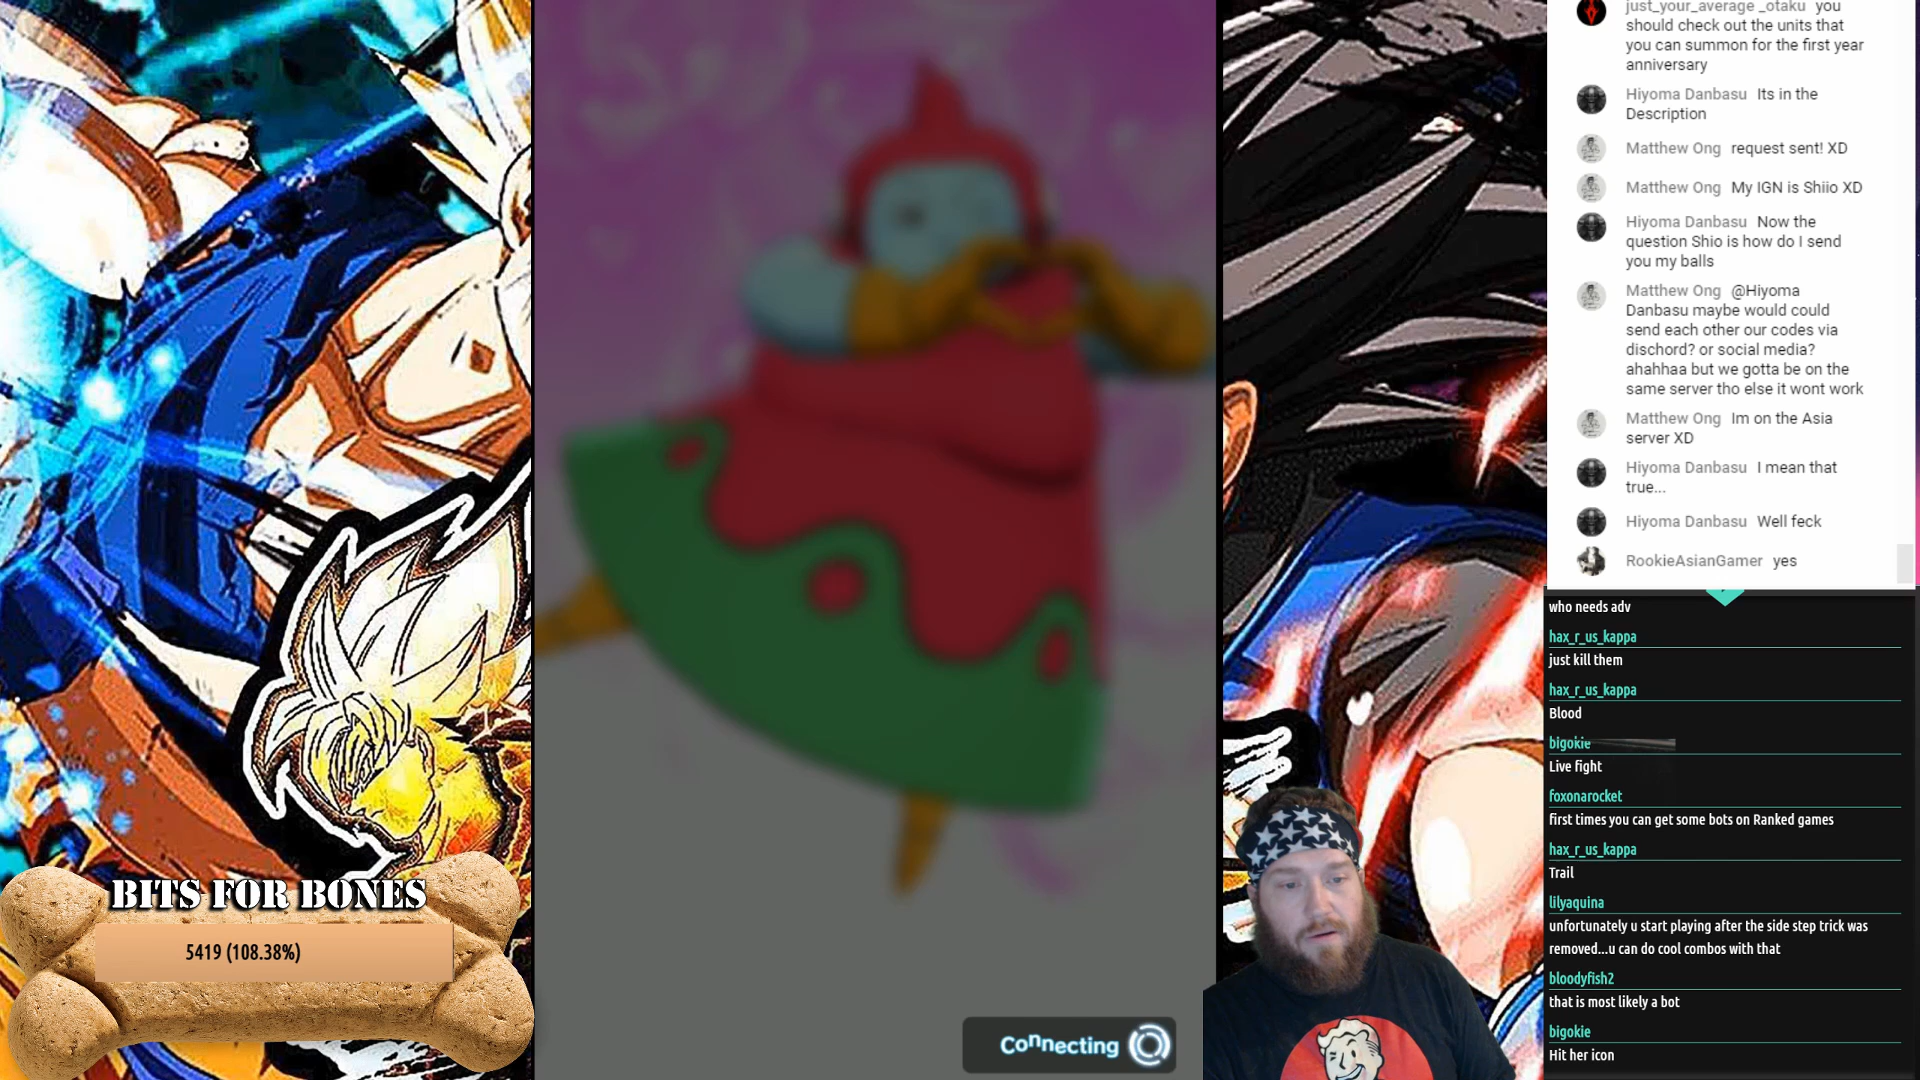 just_your_average _otaku you
should check out the units that
you can summon for the first year
anniversary
Hiyoma Danbasu Its in the
Description
Matthew Ong request sent! XD
Matthew Ong My IGN is Shiio XD
Hiyoma Danbasu Now the
question Shio is how do I send
you my balls
Matthew Ong @Hiyoma
Danbasu maybe would could
send each other our codes via
dischord? or social media?
ahahhaa but we gotta be on the
same server tho else it wont work
Matthew Ong Im on the Asia
server XD
Hiyoma Danbasu I mean that
true...
Hiyoma Danbasu Well feck
RookieAsianGamer yes
who needs adv
hax_r_us_kappa
just kill them
hax_r_us_kappa
Blood
bigokie
Live fight
foxonarocket
first times you can get some bots on Ranked games
hax_r_us_kappa
Trail
lilyaquina
unfortunately u start playing after the side step trick was
removed...u can do cool combos with that
bloodyfish2
that is most likely a bot
bigokie
Hit her icon
BITS FOR BONES
5419 (108.38%)
Connecting